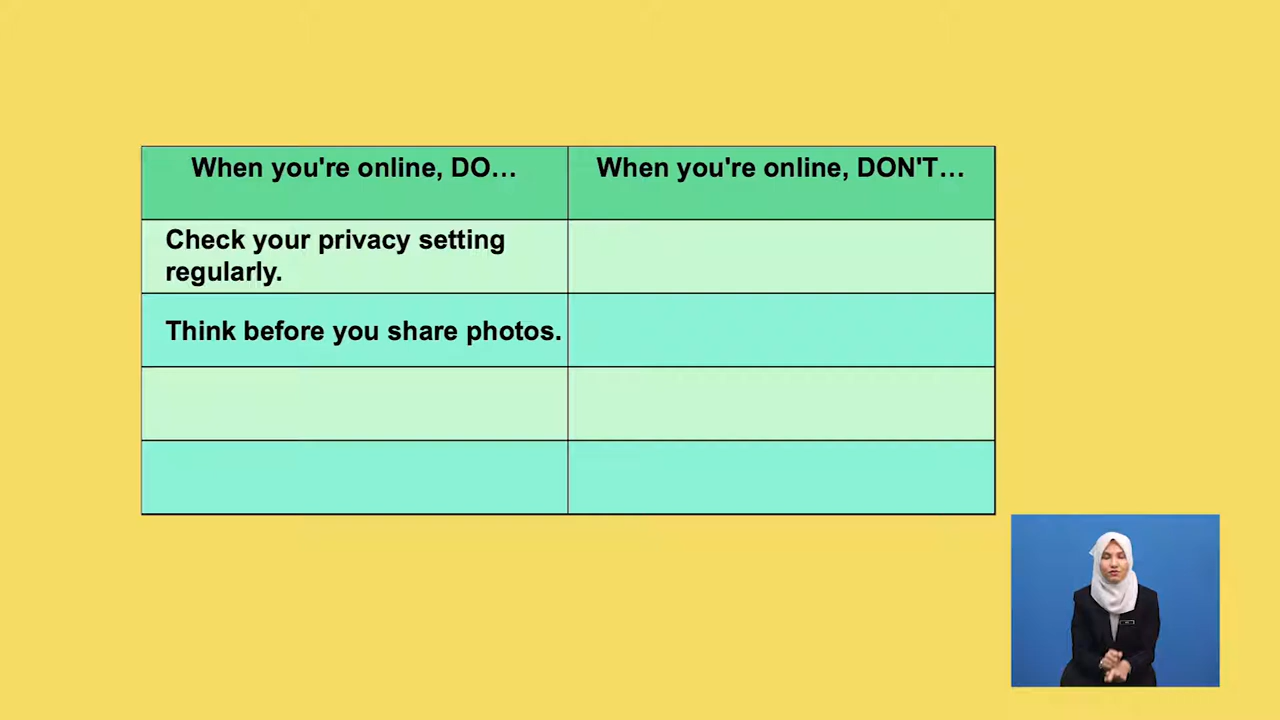 When you're online, DO...
When you're online, DON'T...
Check your privacy setting
regularly.
Think before you share photos.